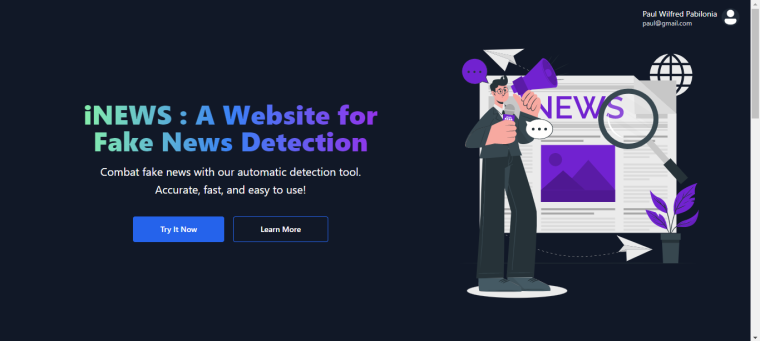 Paul Wilfred Pabilonia
paul@gmail.com
iNEWS : A Website for
Fake News Detection
Combat fake news with our automatic detection tool.
Accurate, fast, and easy to use!
Try It Now
Learn More
NEWS